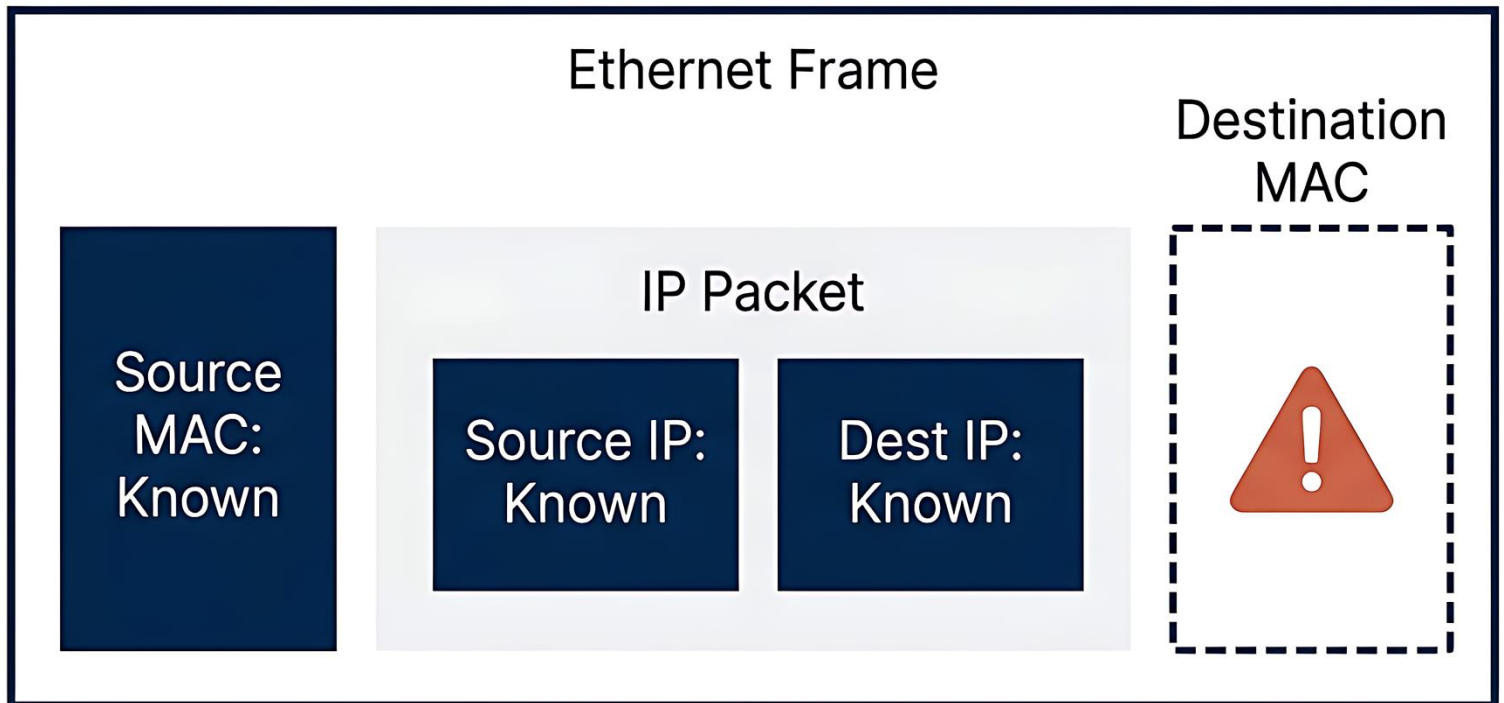 Ethernet Frame
Destination
MAC
Source
MAC:
Known
IP Packet
Source IP:
Known
Dest IP:
Known